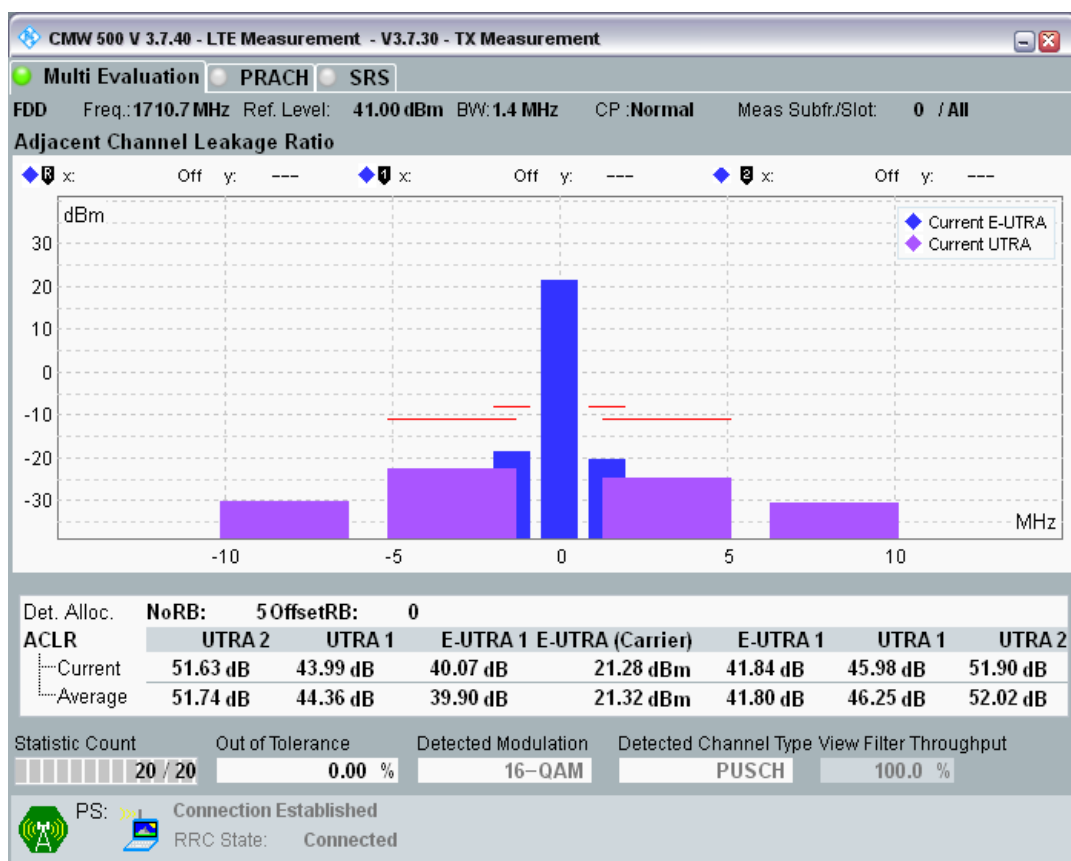 CMW 500 V 3.7.40 - LTE Measurement - V3.7.30 - TX Measurement
Multi Evaluation PRACH SRS
FDD Freq.: 1710.7 MHz Ref. Level: 41.00 dBm BW: 1.4 MHz CP :Normal Meas Subfr./Slot: 0 / All
Adjacent Channel Leakage Ratio
R x: Off y: --- 1 x: Off y: --- 2 x: Off y: ---
dBm
Current E-UTRA
Current UTRA
30
20
10
0
-10
-20
-30
MHz
-10 -5 0 5 10
Det. Alloc. NoRB: 5 OffsetRB: 0
ACLR UTRA 2 UTRA 1 E-UTRA 1 E-UTRA (Carrier) E-UTRA 1 UTRA 1 UTRA 2
Current 51.63 dB 43.99 dB 40.07 dB 21.28 dBm 41.84 dB 45.98 dB 51.90 dB
Average 51.74 dB 44.36 dB 39.90 dB 21.32 dBm 41.80 dB 46.25 dB 52.02 dB
Statistic Count Out of Tolerance Detected Modulation Detected Channel Type View Filter Throughput
20 / 20 0.00 % 16-QAM PUSCH 100.0 %
PS: Connection Established
RRC State: Connected